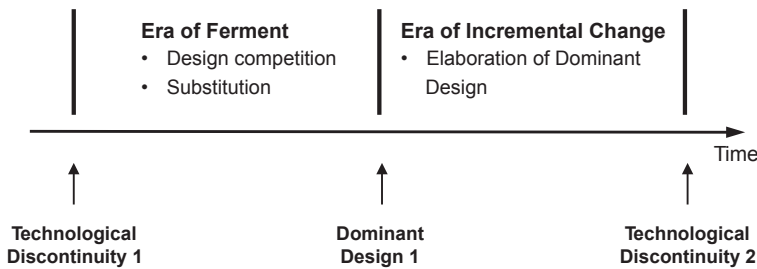 Era of Ferment
• Design competition
• Substitution
Era of Incremental Change
• Elaboration of Dominant
Design
Time
Technological
Discontinuity 1
Dominant
Design 1
Technological
Discontinuity 2